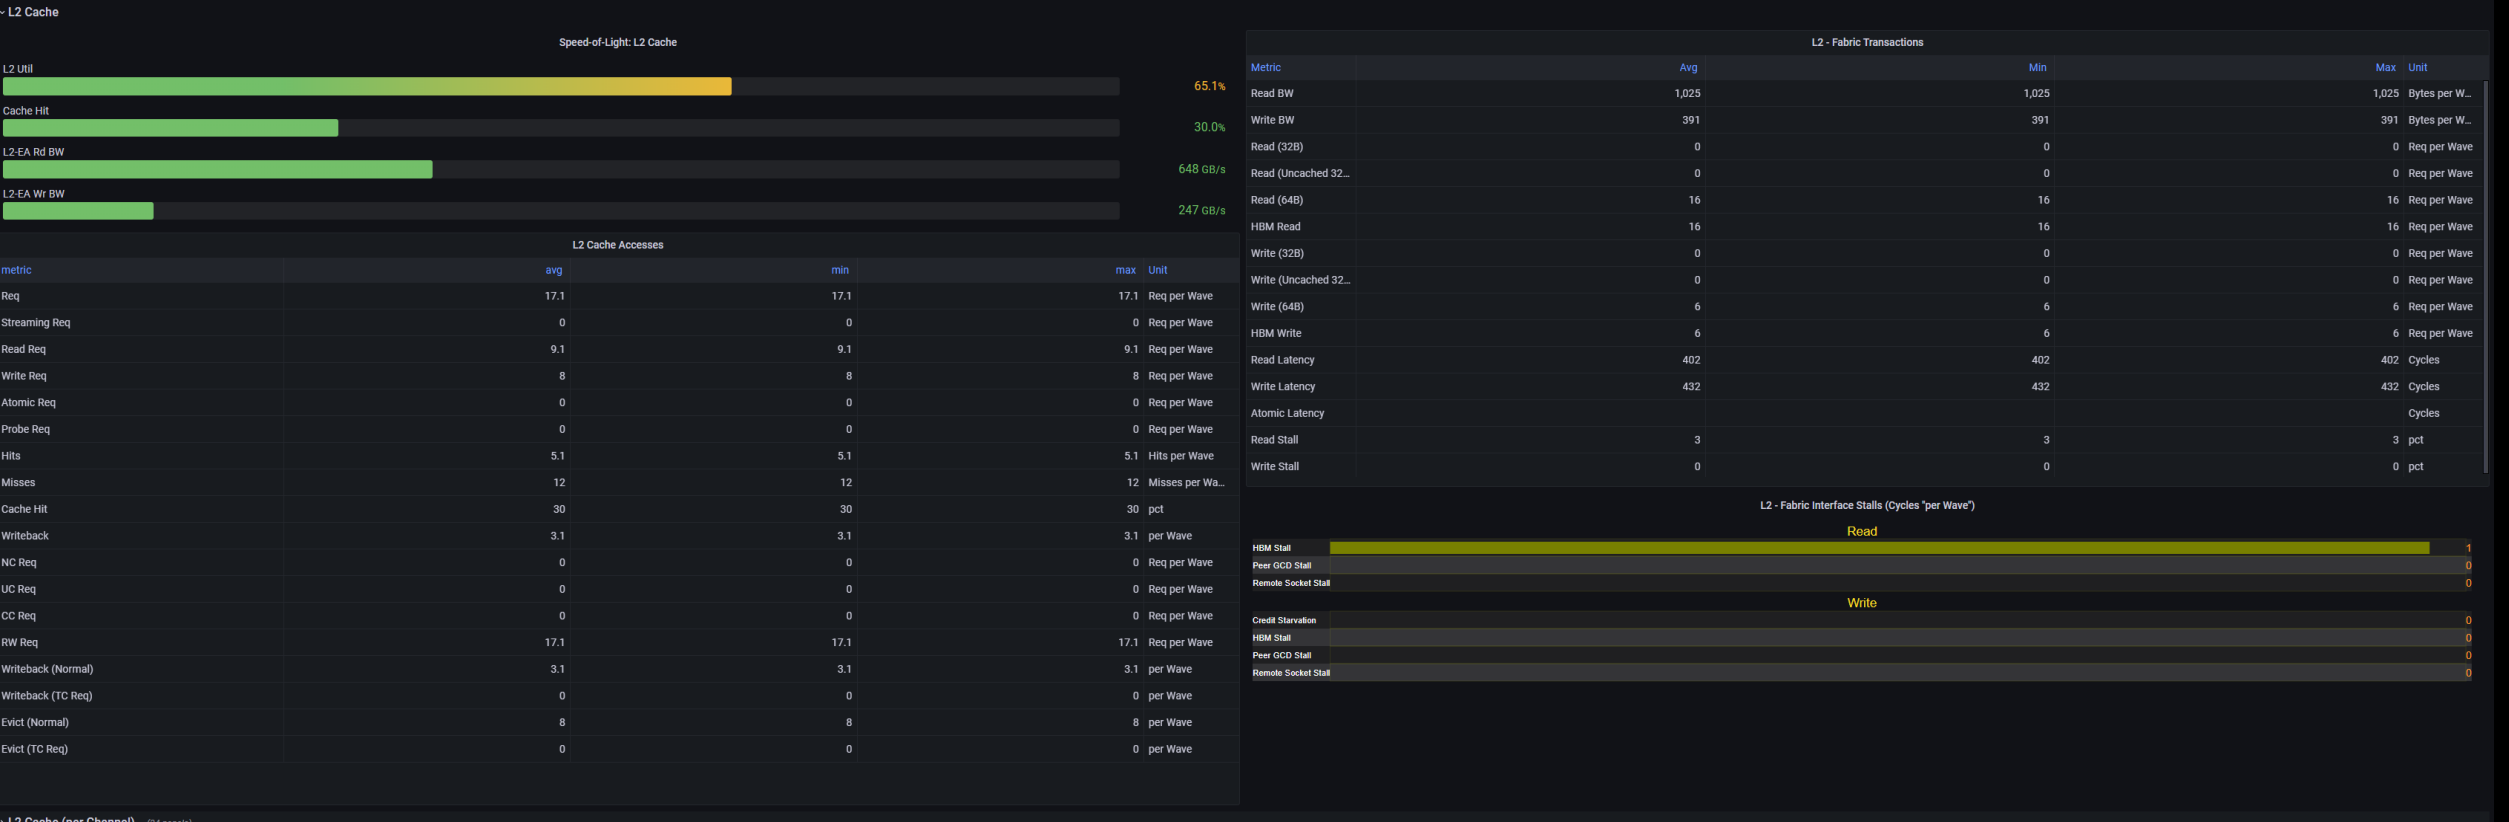 L2 Cache
Speed-of-Light: L2 Cache
L2 Util
65.1%
Cache Hit
30.0%
L2-EA Rd BW
648 GB/s
L2-EA Wr BW
247 GB/s
L2 Cache Accesses
metric avg min max Unit
Req 17.1 17.1 17.1 Req per Wave
Streaming Req 0 0 0 Req per Wave
Read Req 9.1 9.1 9.1 Req per Wave
Write Req 8 8 8 Req per Wave
Atomic Req 0 0 0 Req per Wave
Probe Req 0 0 0 Req per Wave
Hits 5.1 5.1 5.1 Hits per Wave
Misses 12 12 12 Misses per Wa...
Cache Hit 30 30 30 pct
Writeback 3.1 3.1 3.1 per Wave
NC Req 0 0 0 Req per Wave
UC Req 0 0 0 Req per Wave
CC Req 0 0 0 Req per Wave
RW Req 17.1 17.1 17.1 Req per Wave
Writeback (Normal) 3.1 3.1 3.1 per Wave
Writeback (TC Req) 0 0 0 per Wave
Evict (Normal) 8 8 8 per Wave
Evict (TC Req) 0 0 0 per Wave
L2 - Fabric Transactions
Metric Avg Min Max Unit
Read BW 1,025 1,025 1,025 Bytes per W...
Write BW 391 391 391 Bytes per W...
Read (32B) 0 0 0 Req per Wave
Read (Uncached 32... 0 0 0 Req per Wave
Read (64B) 16 16 16 Req per Wave
HBM Read 16 16 16 Req per Wave
Write (32B) 0 0 0 Req per Wave
Write (Uncached 32... 0 0 0 Req per Wave
Write (64B) 6 6 6 Req per Wave
HBM Write 6 6 6 Req per Wave
Read Latency 402 402 402 Cycles
Write Latency 432 432 432 Cycles
Atomic Latency Cycles
Read Stall 3 3 3 pct
Write Stall 0 0 0 pct
L2 - Fabric Interface Stalls (Cycles "per Wave")
Read
HBM Stall 1
Peer GCD Stall 0
Remote Socket Stall 0
Write
Credit Starvation 0
HBM Stall 0
Peer GCD Stall 0
Remote Socket Stall 0
L2 Cache (per Channel)